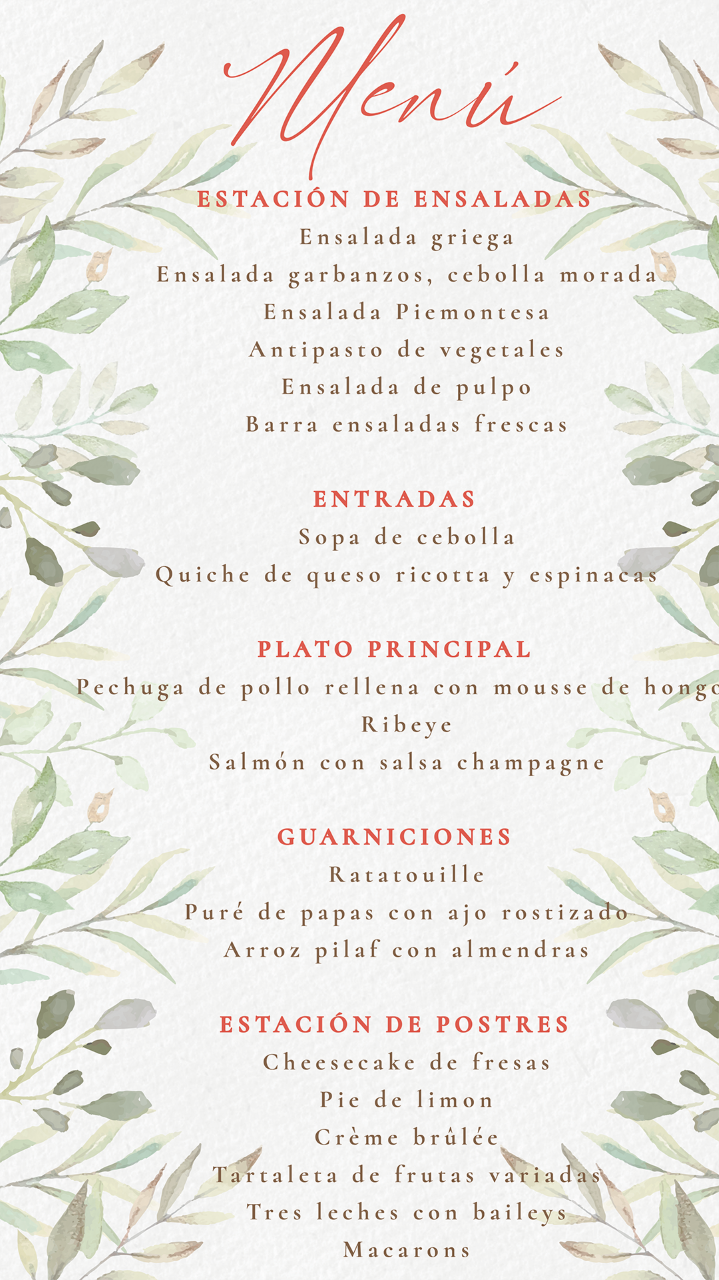 Menú
ESTACIÓN DE ENSALADAS
Ensalada griega
Ensalada garbanzos, cebolla morada
Ensalada Piemontesa
Antipasto de vegetales
Ensalada de pulpo
Barra ensaladas frescas
ENTRADAS
Sopa de cebolla
Quiche de queso ricotta y espinacas
PLATO PRINCIPAL
Pechuga de pollo rellena con mousse de hongo
Ribeye
Salmón con salsa champagne
GUARNICIONES
Ratatouille
Puré de papas con ajo rostizado
Arroz pilaf con almendras
ESTACIÓN DE POSTRES
Cheesecake de fresas
Pie de limon
Crème brûlée
Tartaleta de frutas variadas
Tres leches con baileys
Macarons